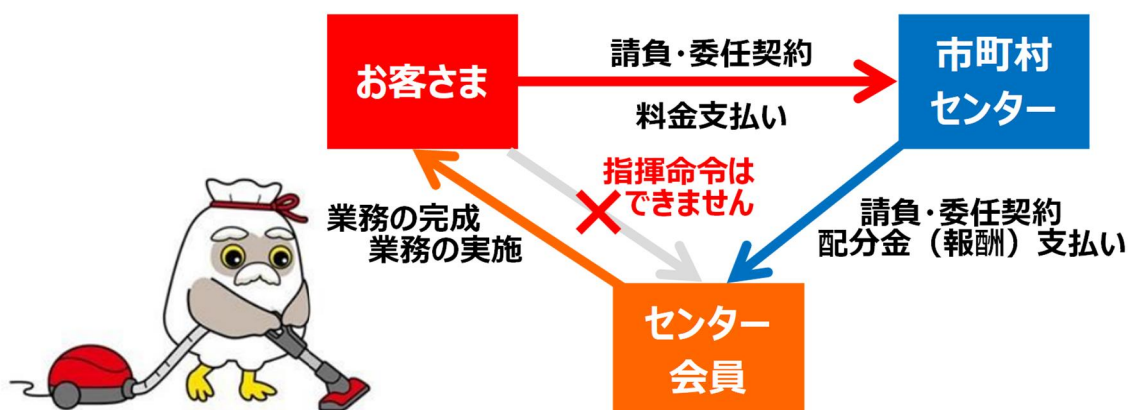 お客さま
請負・委任契約
料金支払い
市町村
センター
指揮命令は
できません
業務の完成
業務の実施
請負・委任契約
配分金（報酬）支払い
センター
会員